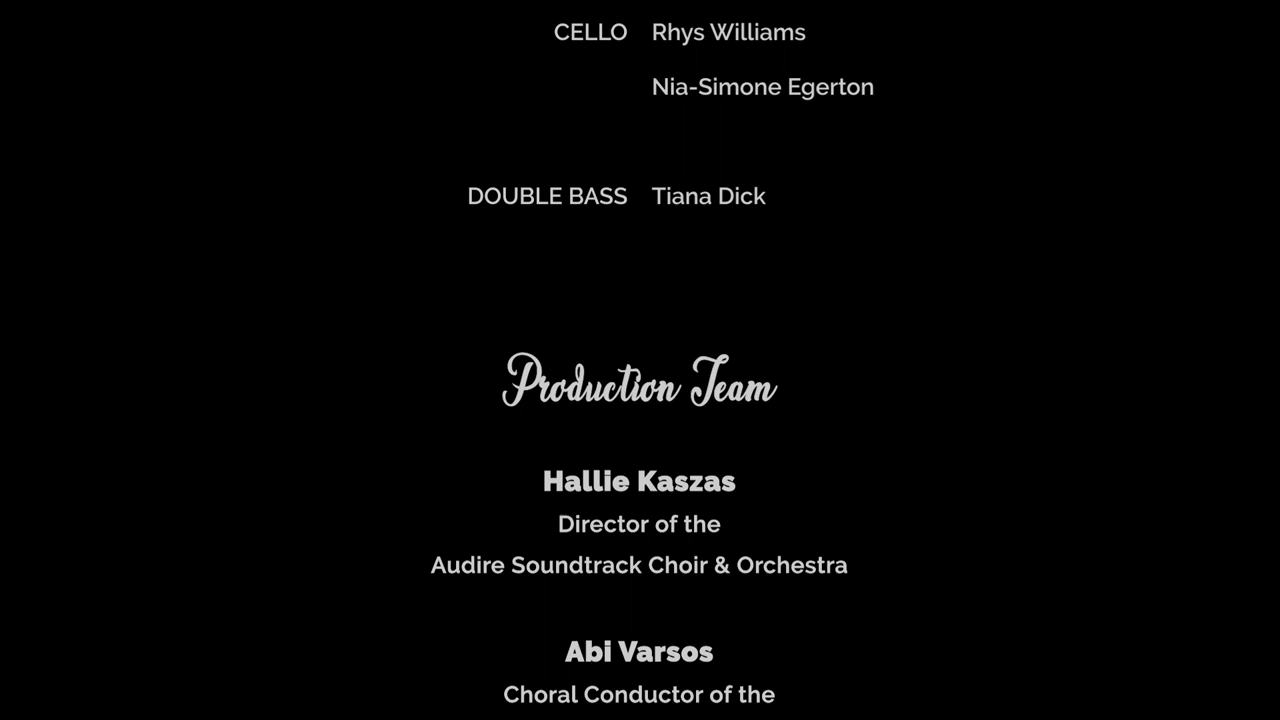 CELLO Rhys Williams
Nia-Simone Egerton
DOUBLE BASS Tiana Dick
Production Team
Hallie Kaszas
Director of the
Audire Soundtrack Choir & Orchestra
Abi Varsos
Choral Conductor of the